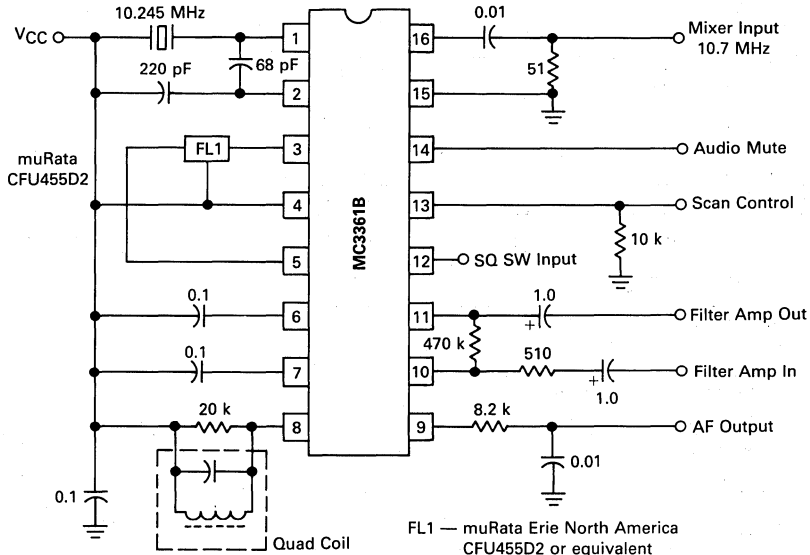 10.245 MHz
VCC
68 pF
220 pF
muRata
CFU455D2
FL1
0.1
0.1
20 k
0.1
Quad Coil
1
2
3
4
5
6
7
8
MC3361B
16
15
14
13
12
11
10
9
0.01
Mixer Input
10.7 MHz
51
Audio Mute
Scan Control
10 k
SQ SW Input
1.0
+
Filter Amp Out
470 k
510
+
1.0
Filter Amp In
8.2 k
AF Output
0.01
FL1 — muRata Erie North America
CFU455D2 or equivalent